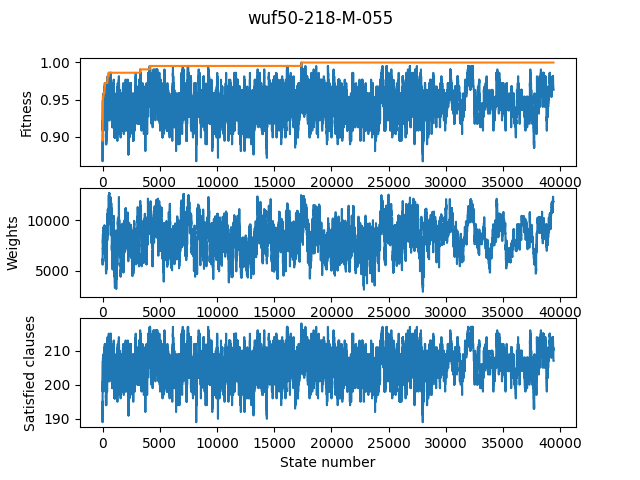 wuf50-218-M-055
1.00
0.95
0.90
Fitness
0 5000 10000 15000 20000 25000 30000 35000 40000
10000
5000
Weights
0 5000 10000 15000 20000 25000 30000 35000 40000
210
200
190
Satisfied clauses
0 5000 10000 15000 20000 25000 30000 35000 40000
State number